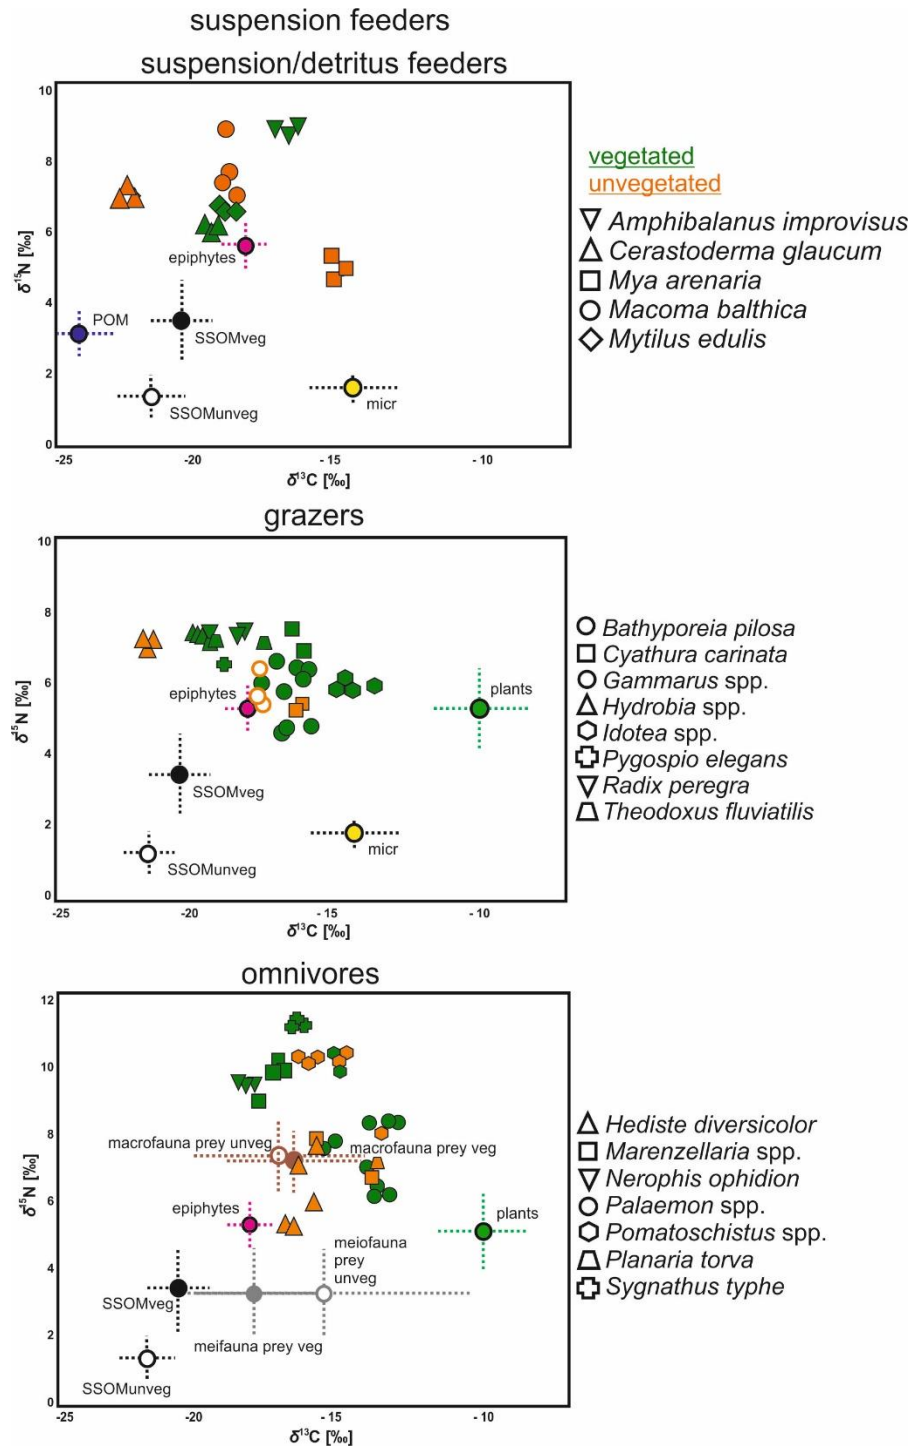 suspension feeders
suspension/detritus feeders
10
8
6
4
2
0
δ15N [‰]
epiphytes
POM
SSOMveg
SSOMunveg
micr
-25
-20
- 15
- 10
δ13C [‰]
vegetated
unvegetated
Amphibalanus improvisus
Cerastoderma glaucum
Mya arenaria
Macoma balthica
Mytilus edulis
grazers
10
8
6
4
2
0
δ15N [‰]
epiphytes
plants
SSOMveg
SSOMunveg
micr
-25
-20
- 15
- 10
δ13C [‰]
Bathyporeia pilosa
Cyathura carinata
Gammarus spp.
Hydrobia spp.
Idotea spp.
Pygospio elegans
Radix peregra
Theodoxus fluviatilis
omnivores
12
10
8
6
4
2
0
δ15N [‰]
macrofauna prey unveg
macrofauna prey veg
epiphytes
plants
meiofauna
prey
unveg
SSOMveg
meifauna prey veg
SSOMunveg
-25
-20
- 15
- 10
δ13C [‰]
Hediste diversicolor
Marenzellaria spp.
Nerophis ophidion
Palaemon spp.
Pomatoschistus spp.
Planaria torva
Sygnathus typhe